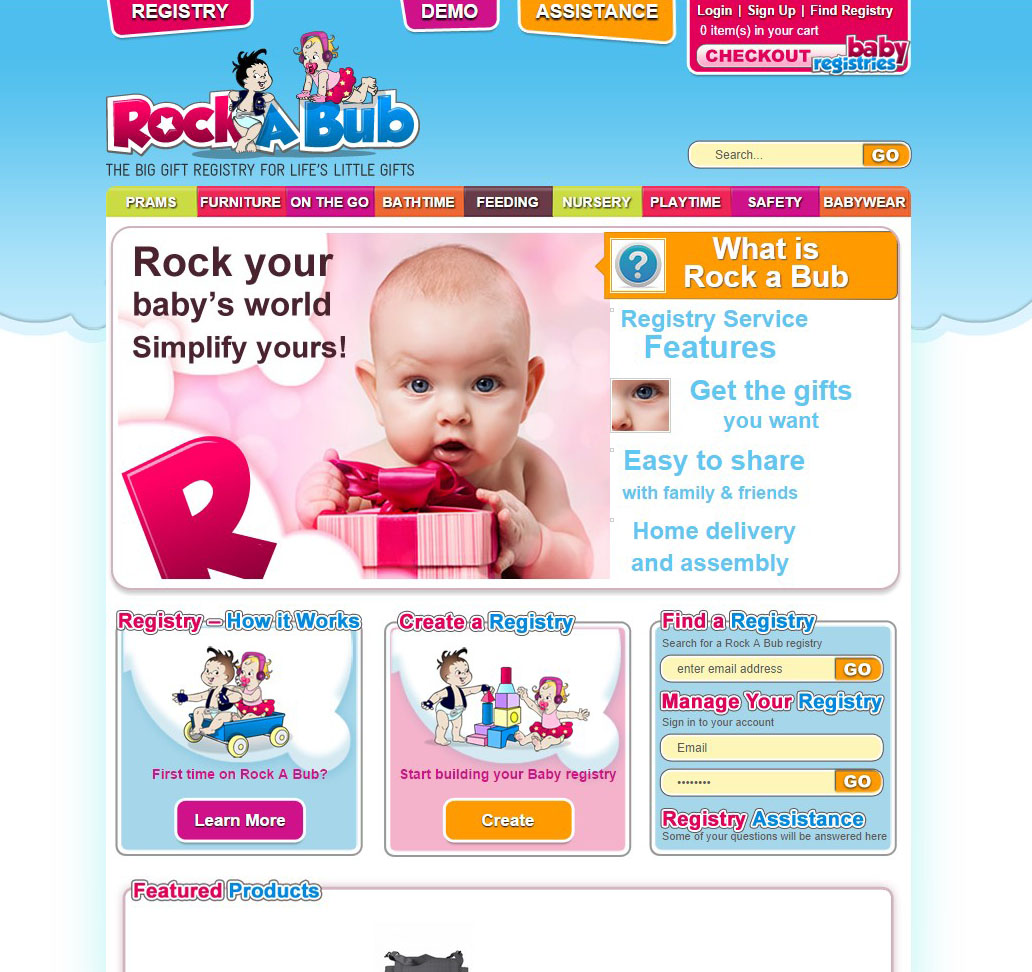 REGISTRY
DEMO
ASSISTANCE
Login | Sign Up | Find Registry
0 item(s) in your cart
CHECKOUT
baby
registries
Rock A Bub
THE BIG GIFT REGISTRY FOR LIFE'S LITTLE GIFTS
Search...
GO
PRAMS
FURNITURE
ON THE GO
BATHTIME
FEEDING
NURSERY
PLAYTIME
SAFETY
BABYWEAR
Rock your
baby's world
Simplify yours!
R
?
What is
Rock a Bub
Registry Service
Features
Get the gifts
you want
Easy to share
with family & friends
Home delivery
and assembly
Registry – How it Works
First time on Rock A Bub?
Learn More
Create a Registry
Start building your Baby registry
Create
Find a Registry
Search for a Rock A Bub registry
enter email address
GO
Manage Your Registry
Sign in to your account
Email
••••••••
GO
Registry Assistance
Some of your questions will be answered here
Featured Products